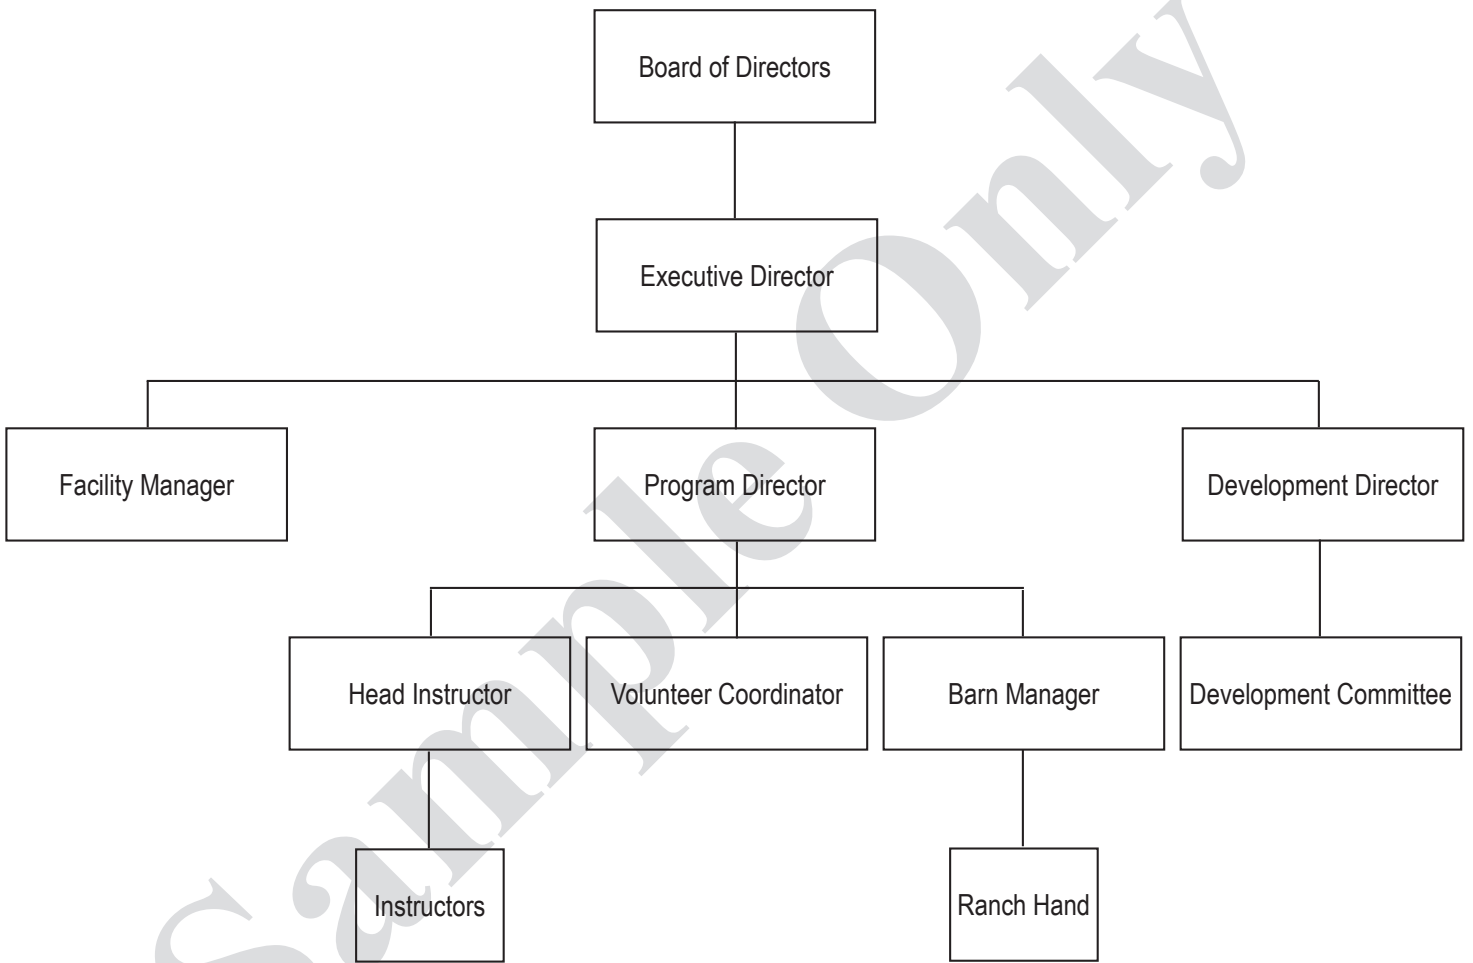 Board of Directors
Executive Director
Facility Manager
Program Director
Development Director
Head Instructor
Volunteer Coordinator
Barn Manager
Development Committee
Instructors
Ranch Hand
Sample Only